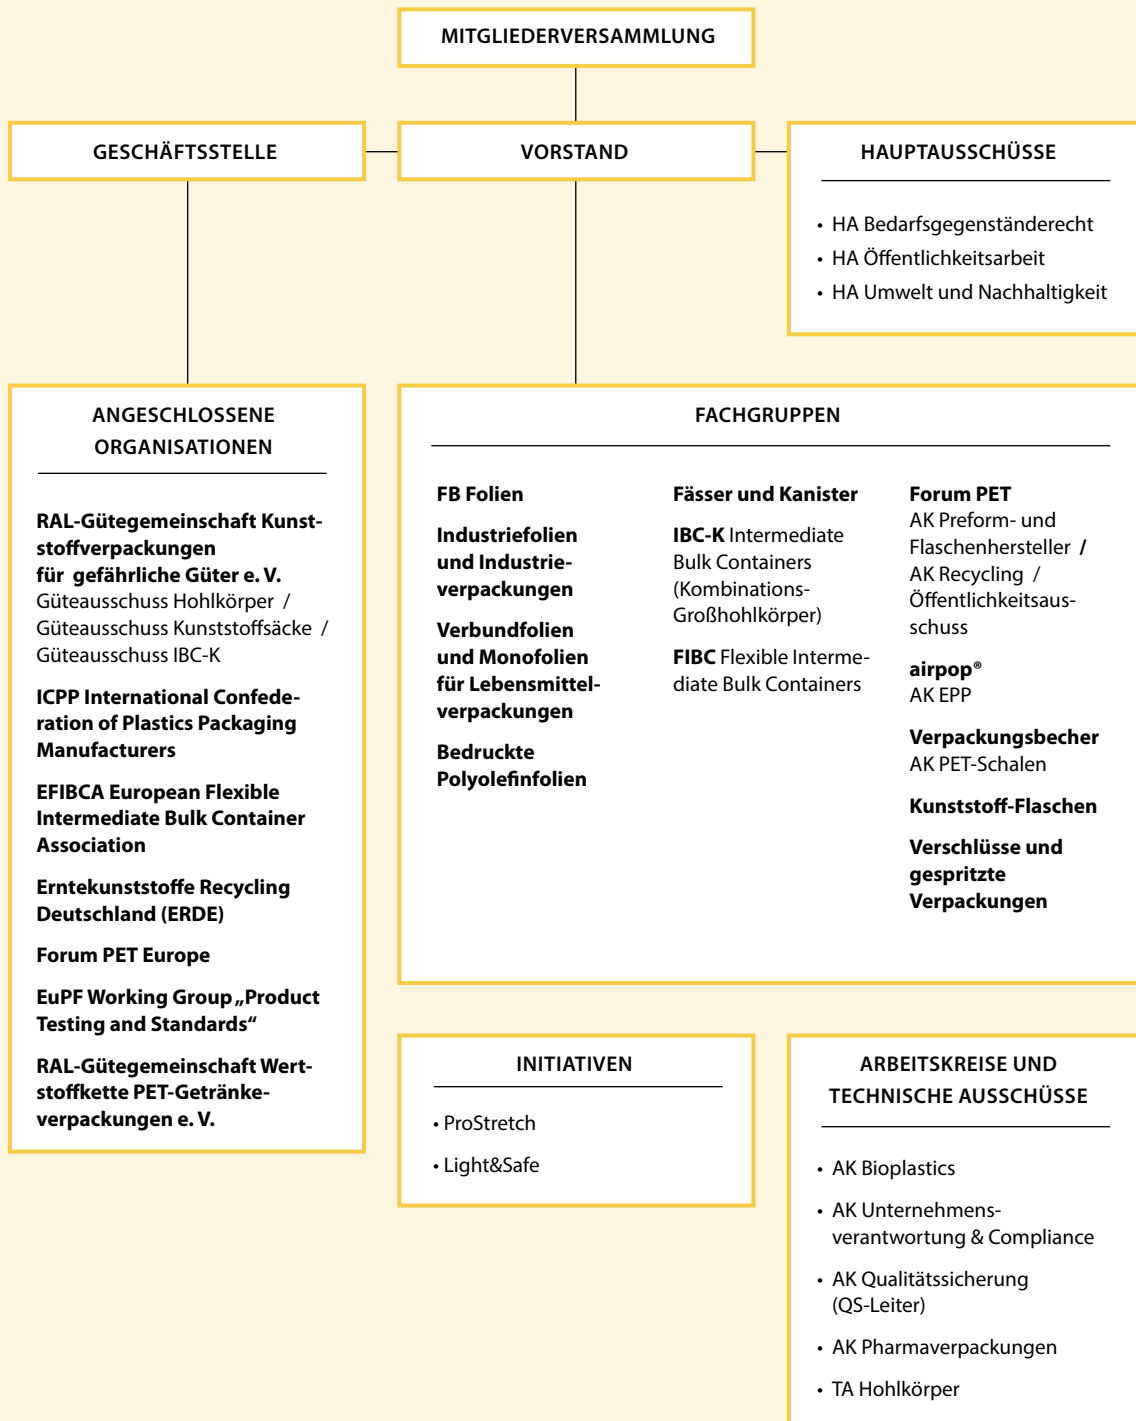 MITGLIEDERVERSAMMLUNG
GESCHÄFTSSTELLE
VORSTAND
HAUPTAUSSCHÜSSE
• HA Bedarfsgegenständerecht
• HA Öffentlichkeitsarbeit
• HA Umwelt und Nachhaltigkeit
ANGESCHLOSSENE
ORGANISATIONEN
RAL-Gütegemeinschaft Kunst-
stoffverpackungen
für gefährliche Güter e. V.
Güteausschuss Hohlkörper /
Güteausschuss Kunststoffsäcke /
Güteausschuss IBC-K
ICPP International Confede-
ration of Plastics Packaging
Manufacturers
EFIBCA European Flexible
Intermediate Bulk Container
Association
Erntekunststoffe Recycling
Deutschland (ERDE)
Forum PET Europe
EuPF Working Group „Product
Testing and Standards“
RAL-Gütegemeinschaft Wert-
stoffkette PET-Getränke-
verpackungen e. V.
FACHGRUPPEN
FB Folien
Industriefolien
und Industrie-
verpackungen
Verbundfolien
und Monofolien
für Lebensmittel-
verpackungen
Bedruckte
Polyolefinfolien
Fässer und Kanister
IBC-K Intermediate
Bulk Containers
(Kombinations-
Großhohlkörper)
FIBC Flexible Interme-
diate Bulk Containers
Forum PET
AK Preform- und
Flaschenhersteller /
AK Recycling /
Öffentlichkeitsaus-
schuss
airpop®
AK EPP
Verpackungsbecher
AK PET-Schalen
Kunststoff-Flaschen
Verschlüsse und
gespritzte
Verpackungen
INITIATIVEN
• ProStretch
• Light&Safe
ARBEITSKREISE UND
TECHNISCHE AUSSCHÜSSE
• AK Bioplastics
• AK Unternehmens-
verantwortung & Compliance
• AK Qualitätssicherung
(QS-Leiter)
• AK Pharmaverpackungen
• TA Hohlkörper